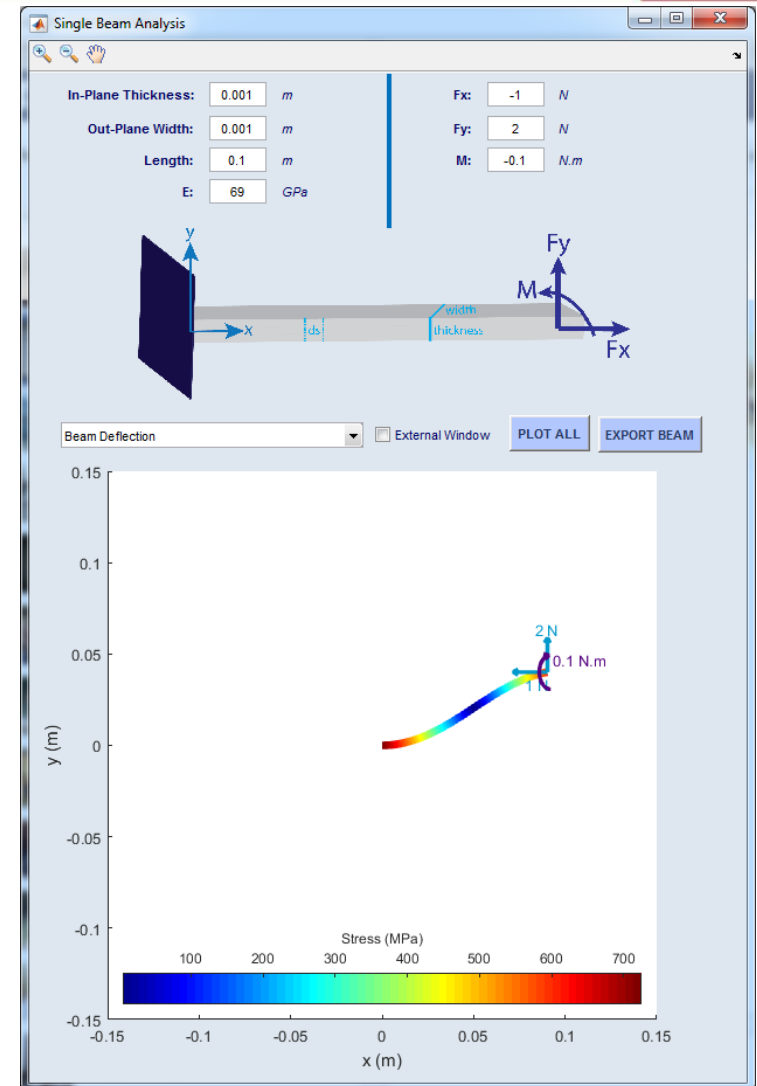 Single Beam Analysis
In-Plane Thickness: 0.001 m Fx: -1 N
Out-Plane Width: 0.001 m Fy: 2 N
Length: 0.1 m M: -0.1 N.m
E: 69 GPa
y
Fy
M
width
x ds thickness
Fx
Beam Deflection External Window PLOT ALL EXPORT BEAM
0.15
0.1
2 N
0.05 0.1 N.m
1 N
y (m)
0
-0.05
-0.1
Stress (MPa)
100 200 300 400 500 600 700
-0.15
-0.15 -0.1 -0.05 0 0.05 0.1 0.15
x (m)